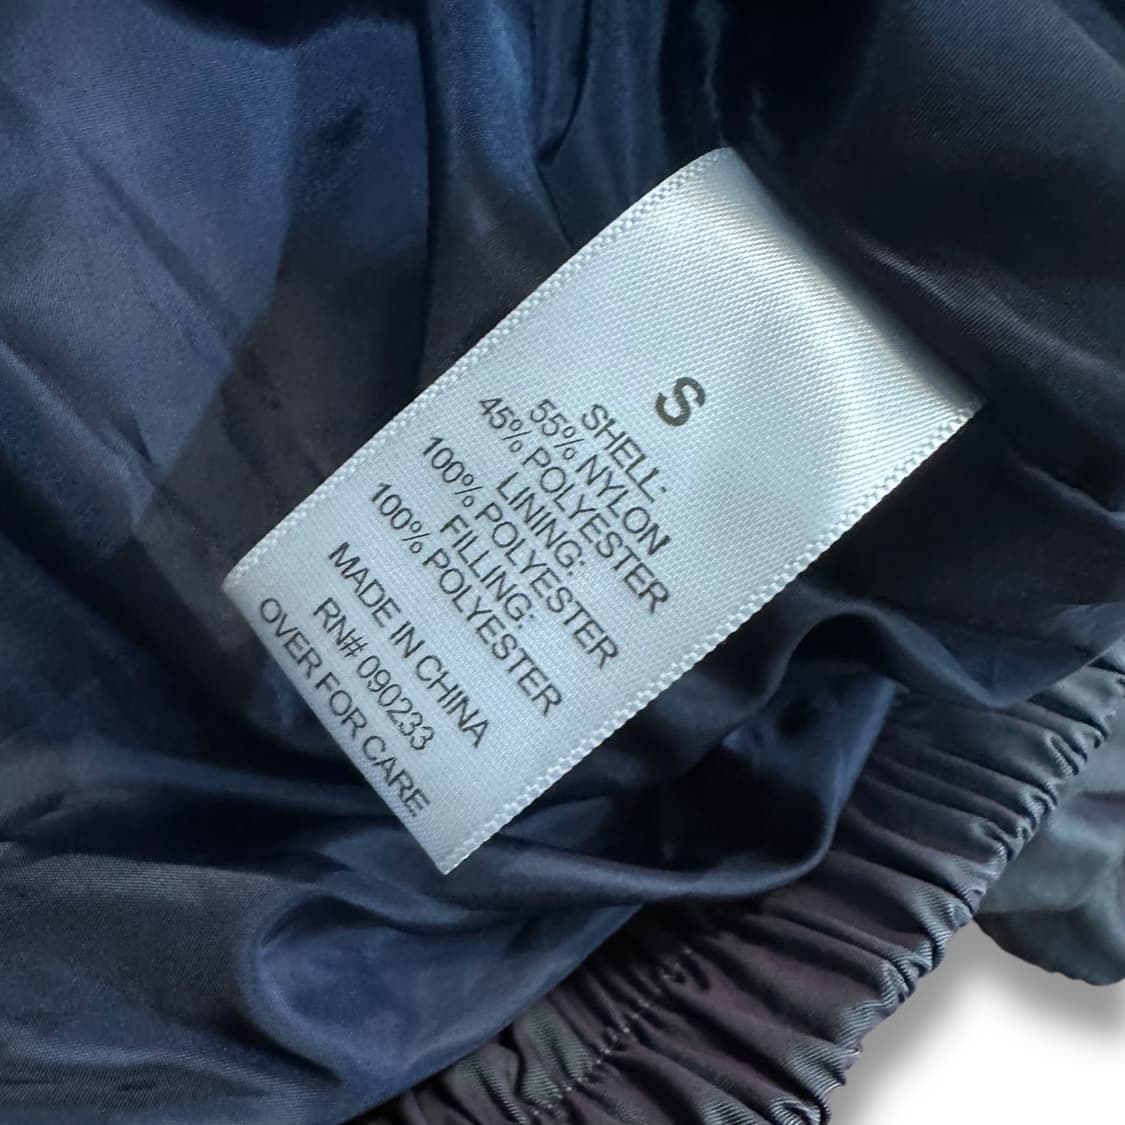 S
SHELL:
55% NYLON
45% POLYESTER
LINING:
100% POLYESTER
FILLING:
100% POLYESTER
MADE IN CHINA
RN# 090233
OVER FOR CARE